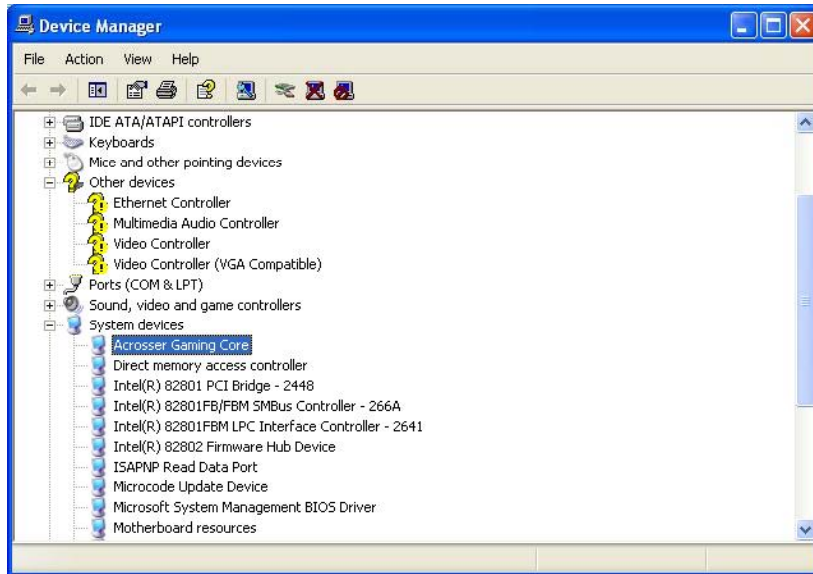 Device Manager
File Action View Help
IDE ATA/ATAPI controllers
Keyboards
Mice and other pointing devices
Other devices
Ethernet Controller
Multimedia Audio Controller
Video Controller
Video Controller (VGA Compatible)
Ports (COM & LPT)
Sound, video and game controllers
System devices
Acrosser Gaming Core
Direct memory access controller
Intel(R) 82801 PCI Bridge - 2448
Intel(R) 82801FB/FBM SMBus Controller - 266A
Intel(R) 82801FBM LPC Interface Controller - 2641
Intel(R) 82802 Firmware Hub Device
ISAPNP Read Data Port
Microcode Update Device
Microsoft System Management BIOS Driver
Motherboard resources